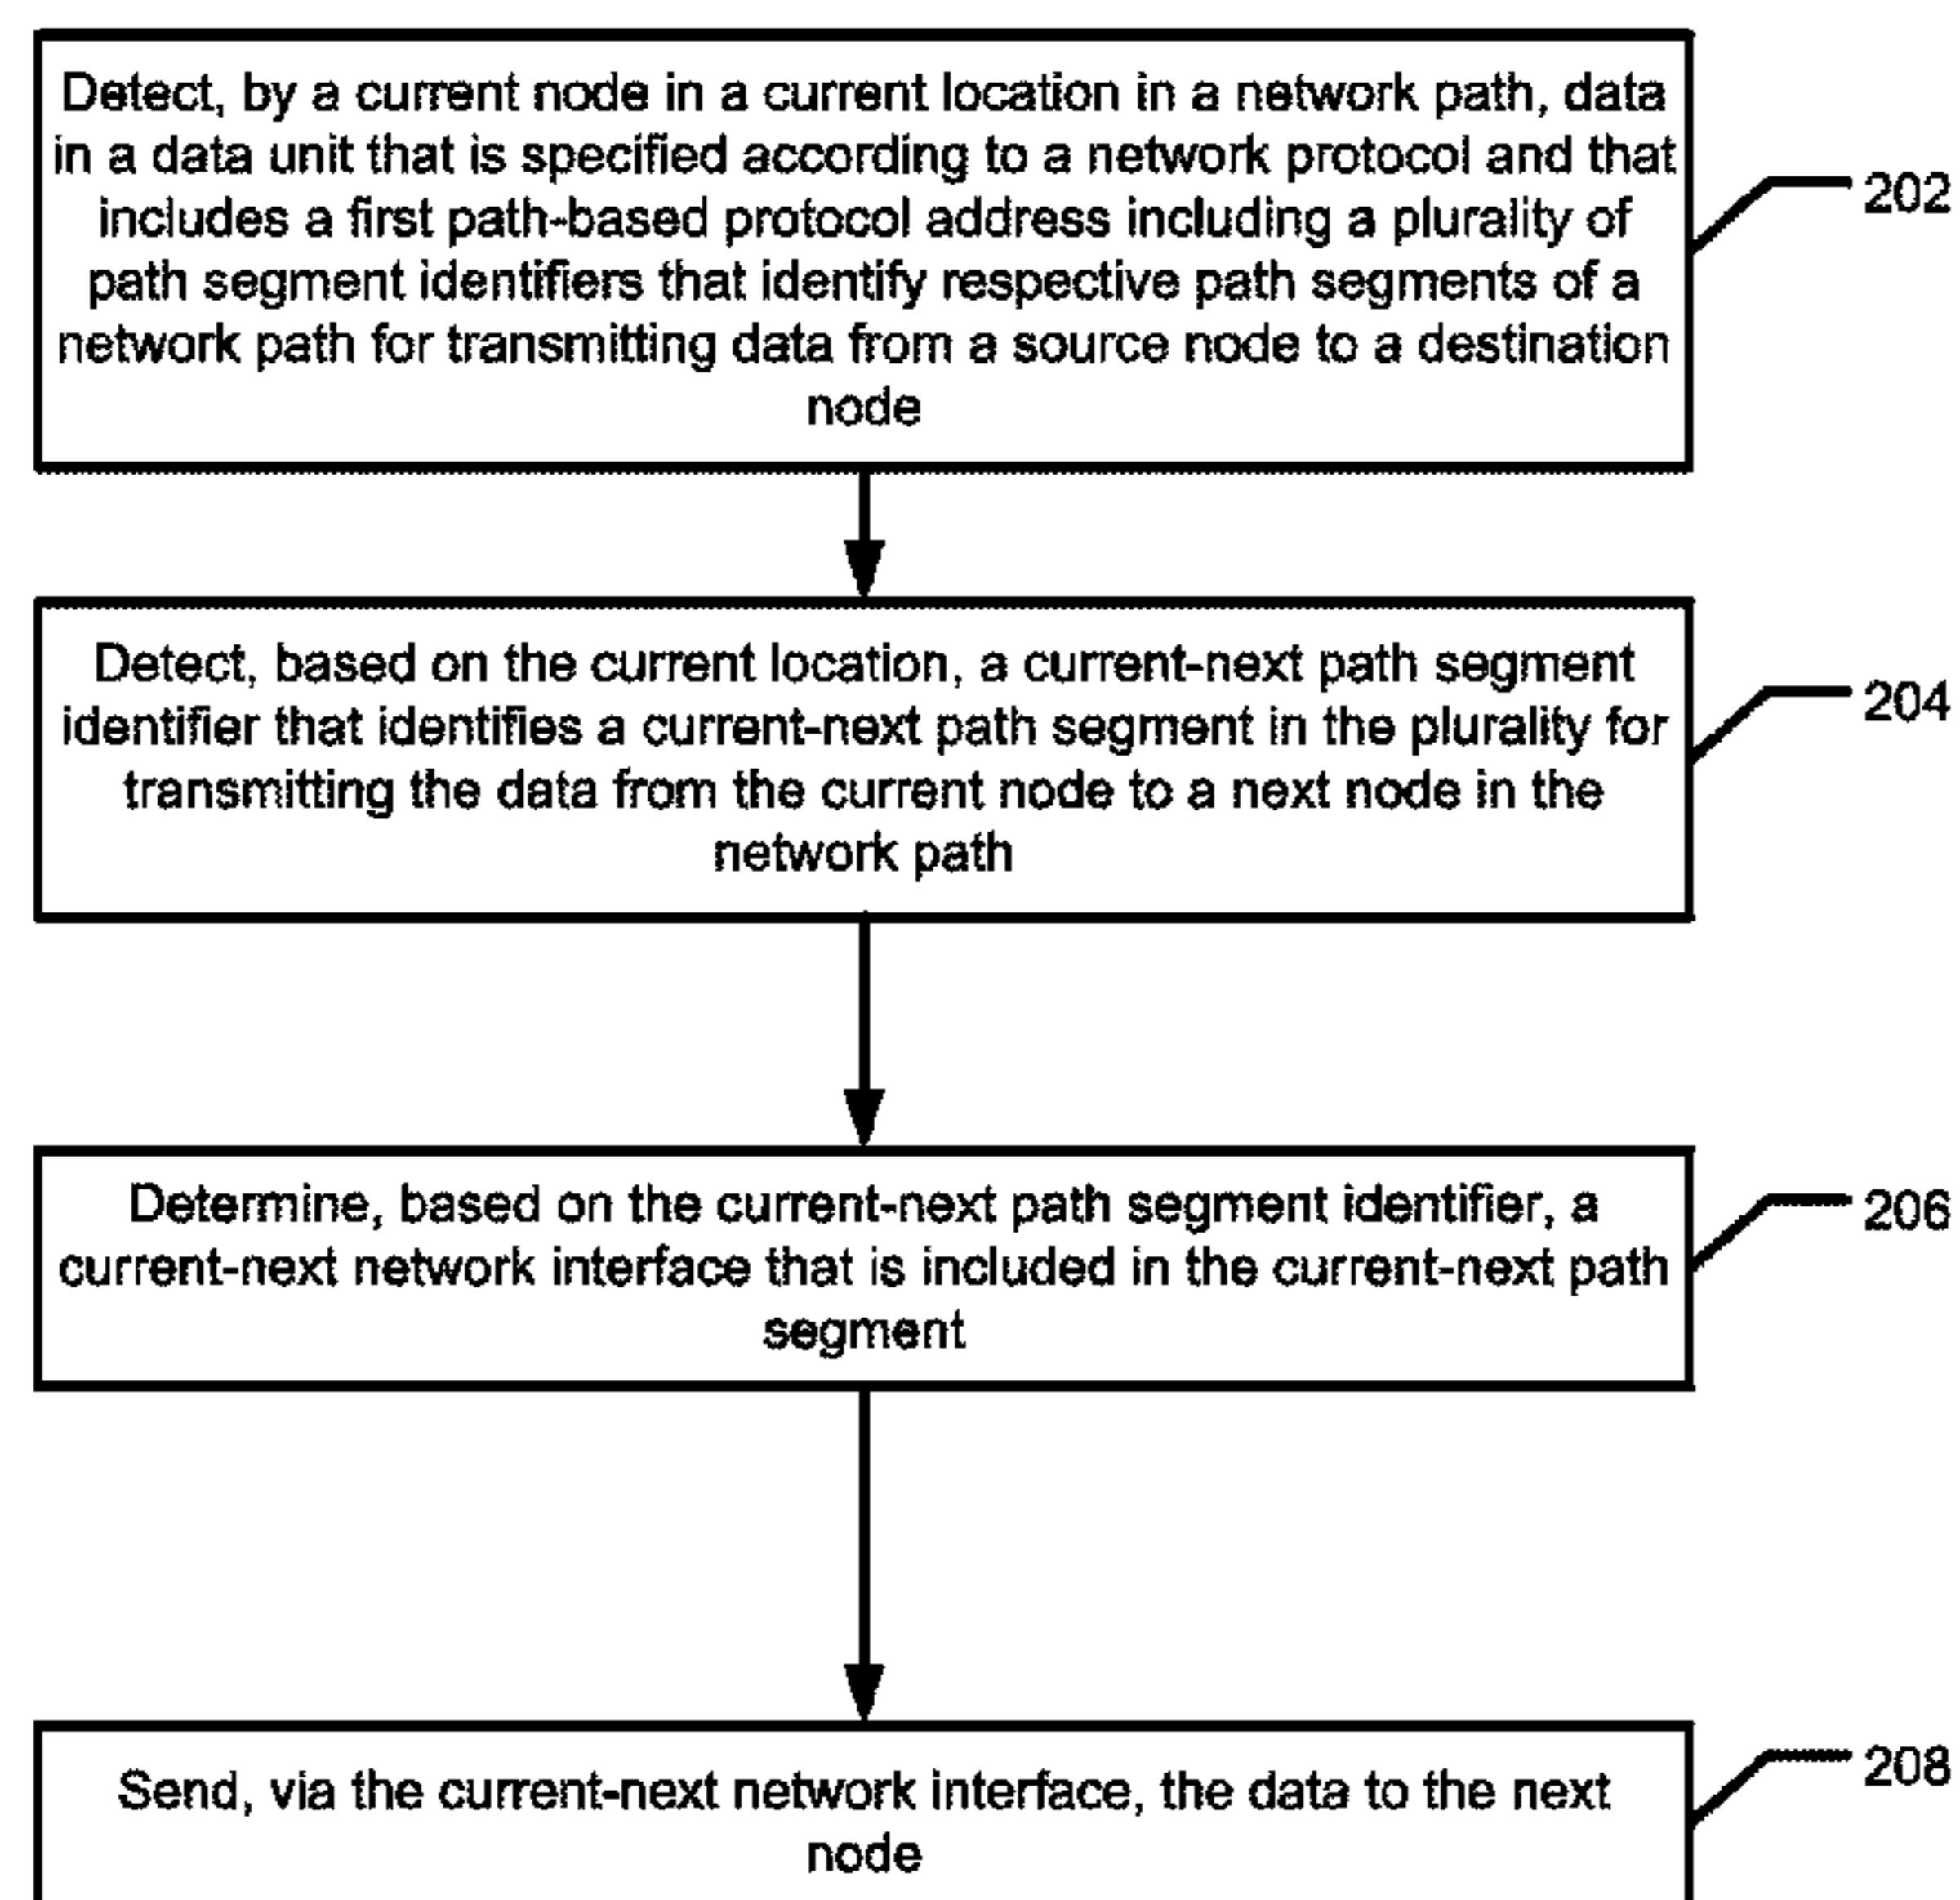 Detect, by a current node in a current location in a network path, data
in a data unit that is specified according to a network protocol and that
includes a first path-based protocol address including a plurality of
path segment identifiers that identify respective path segments of a
network path for transmitting data from a source node to a destination
node
202
Detect, based on the current location, a current-next path segment
identifier that identifies a current-next path segment in the plurality for
transmitting the data from the current node to a next node in the
network path
204
Determine, based on the current-next path segment identifier, a
current-next network interface that is included in the current-next path
segment
206
Send, via the current-next network interface, the data to the next
node
208